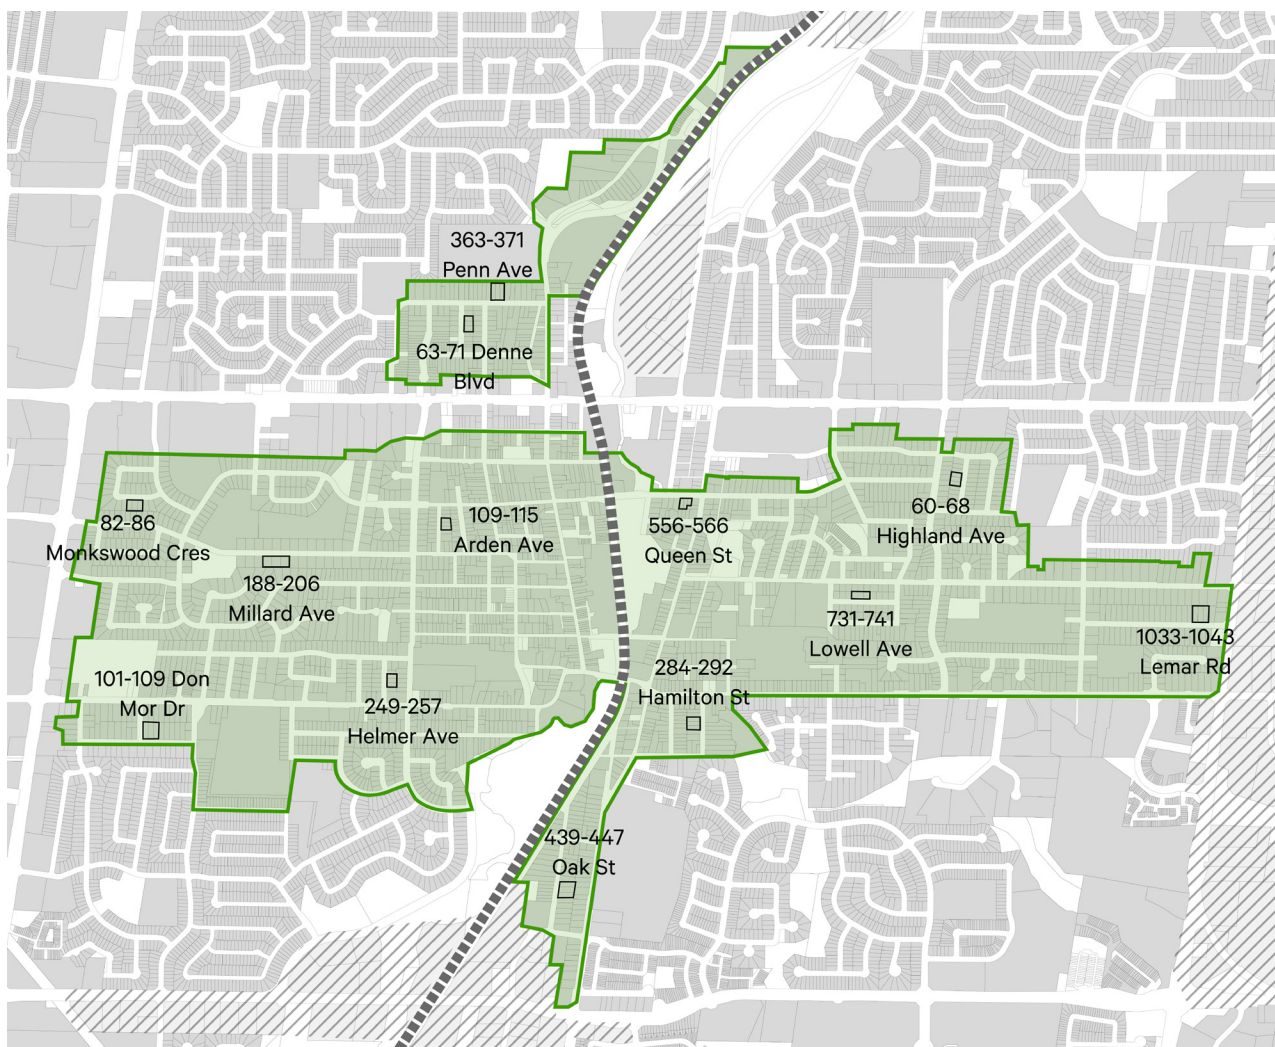 363-371
Penn Ave
63-71 Denne
Blvd
82-86
Monkswood Cres
109-115
Arden Ave
556-566
Queen St
60-68
Highland Ave
188-206
Millard Ave
731-741
Lowell Ave
1033-1043
Lemar Rd
101-109 Don
Mor Dr
249-257
Helmer Ave
284-292
Hamilton St
439-447
Oak St